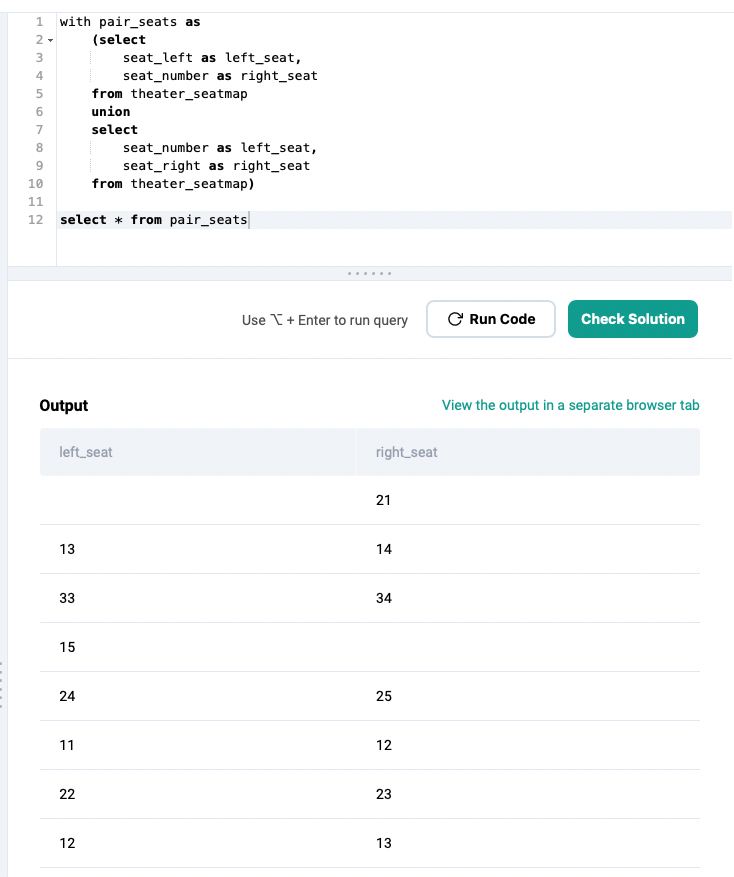 1 with pair_seats as
2 (select
3 seat_left as left_seat,
4 seat_number as right_seat
5 from theater_seatmap
6 union
7 select
8 seat_number as left_seat,
9 seat_right as right_seat
10 from theater_seatmap)
11
12 select * from pair_seats
Use ⌥ + Enter to run query Run Code Check Solution
Output View the output in a separate browser tab
left_seat right_seat
21
13 14
33 34
15
24 25
11 12
22 23
12 13